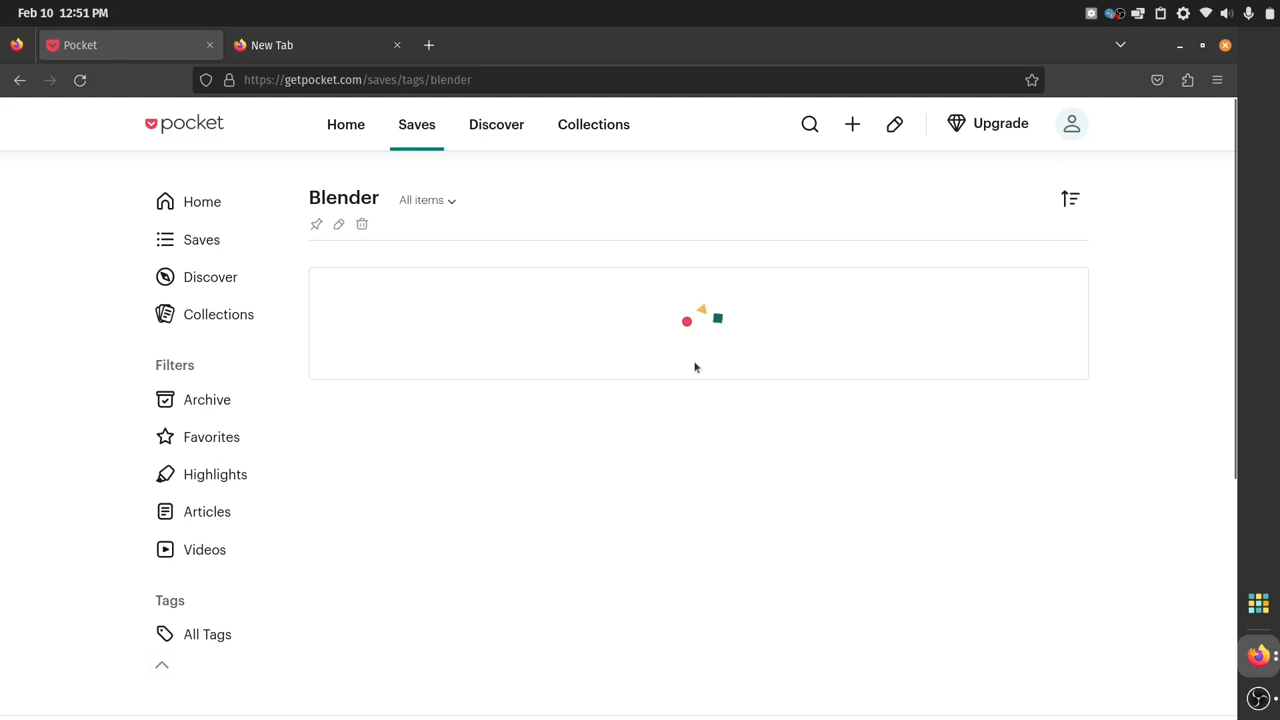 Feb 10 12:51 PM
Pocket
New Tab
https://getpocket.com/saves/tags/blender
pocket
Home
Saves
Discover
Collections
Upgrade
Home
Saves
Discover
Collections
Filters
Archive
Favorites
Highlights
Articles
Videos
Tags
All Tags
Blender
All items